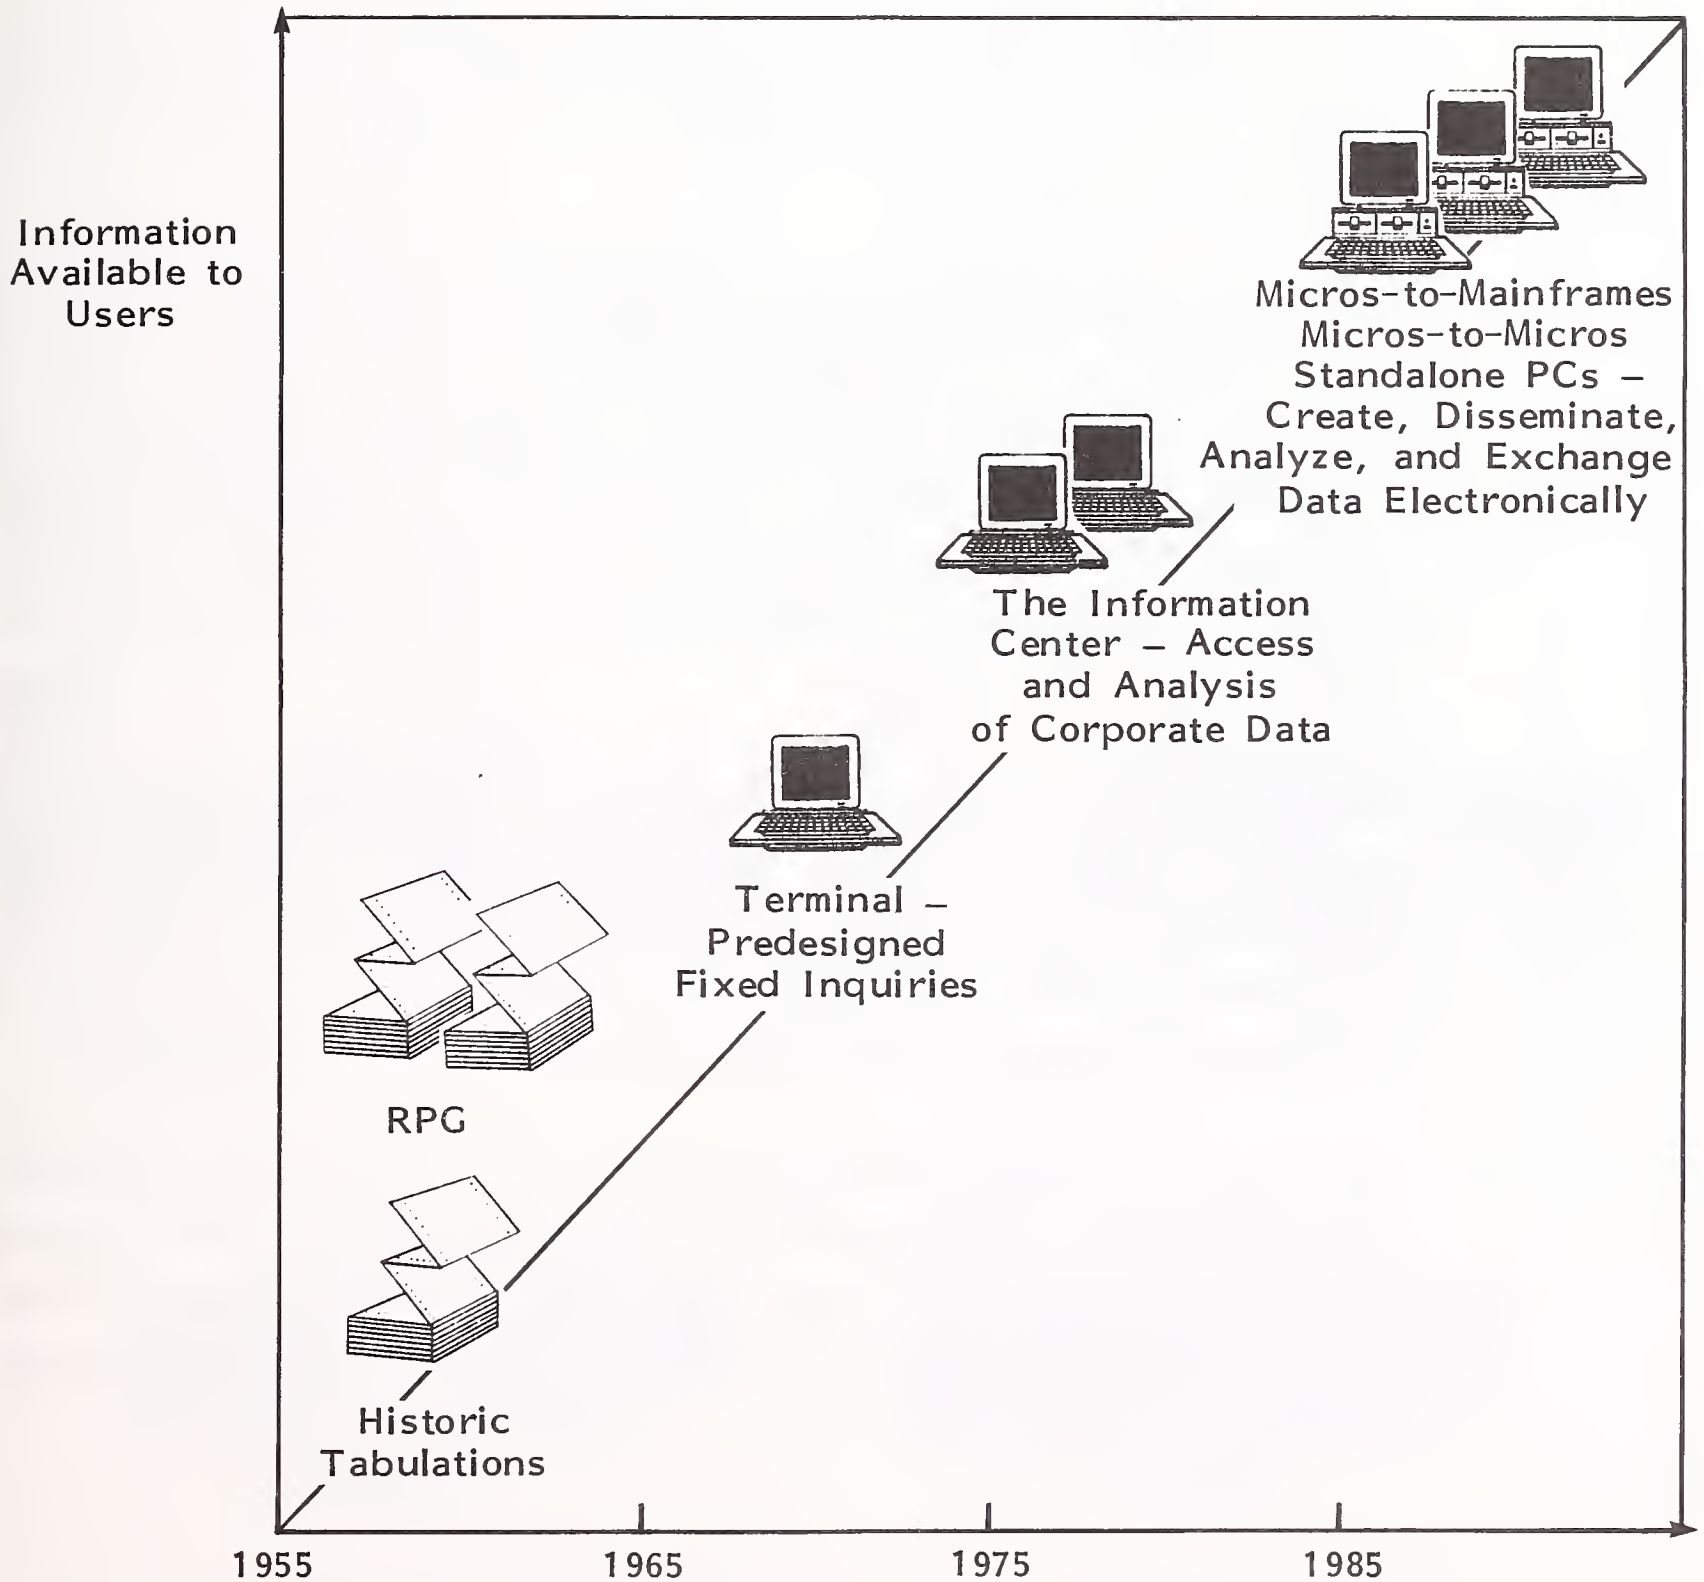 Information
Available to
Users
Micros-to-Mainframes
Micros-to-Micros
Standalone PCs –
Create, Disseminate,
Analyze, and Exchange
Data Electronically
The Information
Center – Access
and Analysis
of Corporate Data
Terminal –
Predesigned
Fixed Inquiries
RPG
Historic
Tabulations
1955
1965
1975
1985